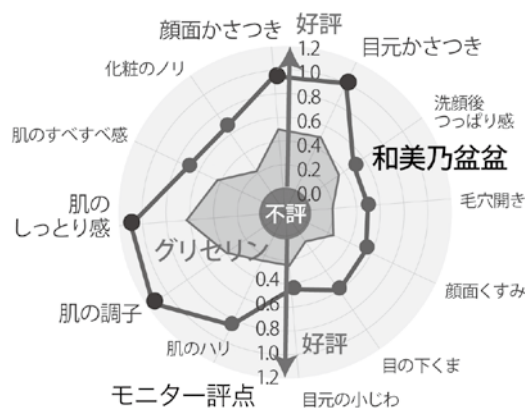 顔面かさつき
好評
目元かさつき
化粧のノリ
洗顔後
つっぱり感
肌のすべすべ感
和美乃盆盆
毛穴開き
肌の
しっとり感
不評
グリセリン
顔面くすみ
肌の調子
肌のハリ
好評
目の下くま
モニター評点
目元の小じわ
1.2
1.0
0.8
0.6
0.4
0.2
0.0
0.4
0.6
0.8
1.0
1.2